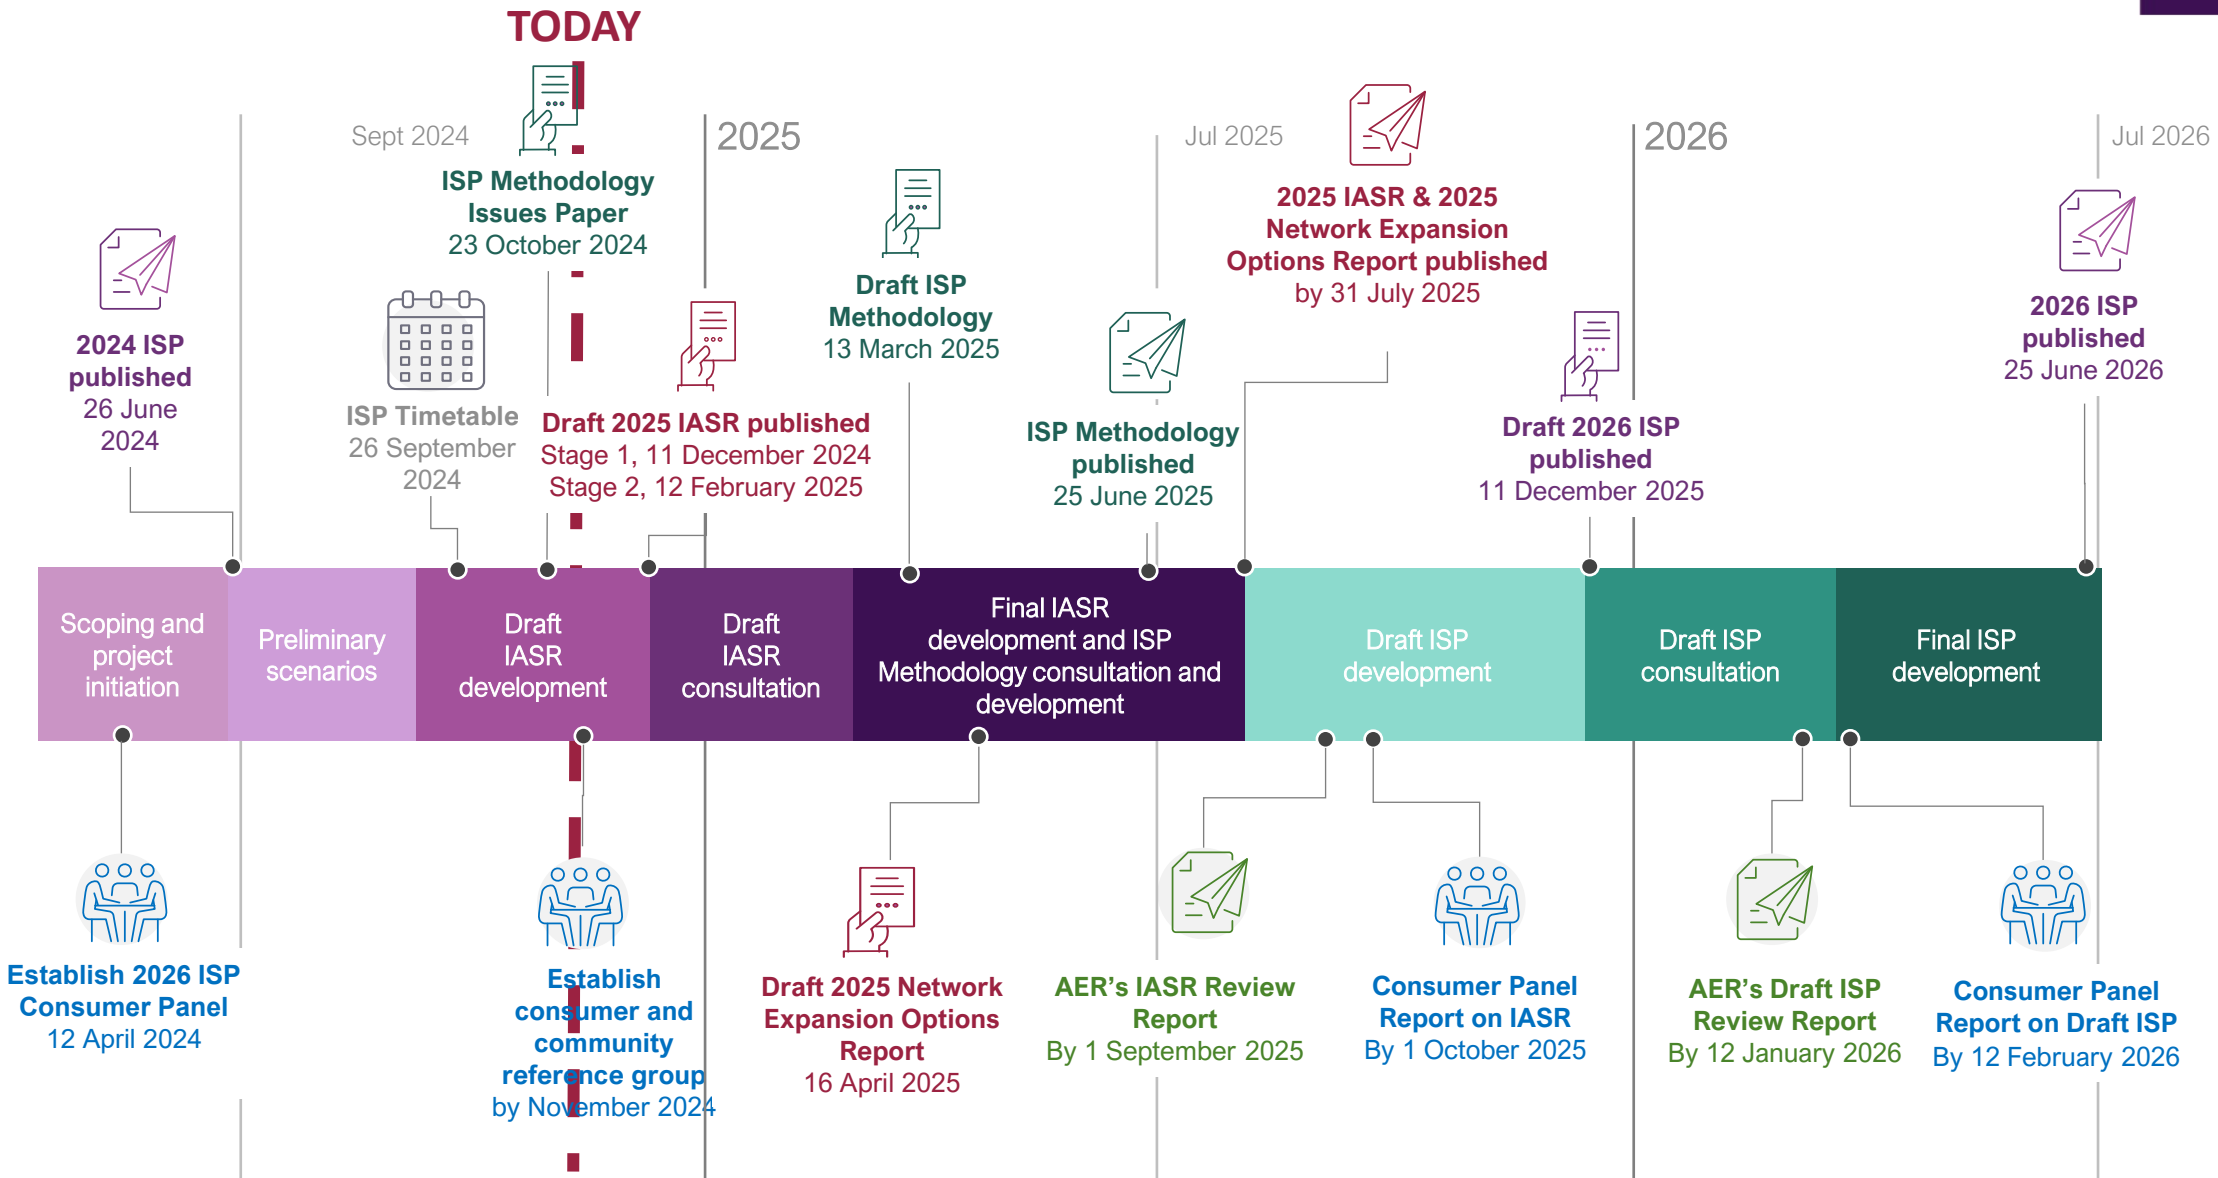 TODAY
Sept 2024
2025
Jul 2025
2026
Jul 2026
2024 ISP
published
26 June
2024
ISP Timetable
26 September
2024
ISP Methodology
Issues Paper
23 October 2024
Draft 2025 IASR published
Stage 1, 11 December 2024
Stage 2, 12 February 2025
Draft ISP
Methodology
13 March 2025
ISP Methodology
published
25 June 2025
2025 IASR & 2025
Network Expansion
Options Report published
by 31 July 2025
Draft 2026 ISP
published
11 December 2025
2026 ISP
published
25 June 2026
Scoping and
project
initiation
Preliminary
scenarios
Draft
IASR
development
Draft
IASR
consultation
Final IASR
development and ISP
Methodology consultation and
development
Draft ISP
development
Draft ISP
consultation
Final ISP
development
Establish 2026 ISP
Consumer Panel
12 April 2024
Establish
consumer and
community
reference group
by November 2024
Draft 2025 Network
Expansion Options
Report
16 April 2025
AER's IASR Review
Report
By 1 September 2025
Consumer Panel
Report on IASR
By 1 October 2025
AER's Draft ISP
Review Report
By 12 January 2026
Consumer Panel
Report on Draft ISP
By 12 February 2026